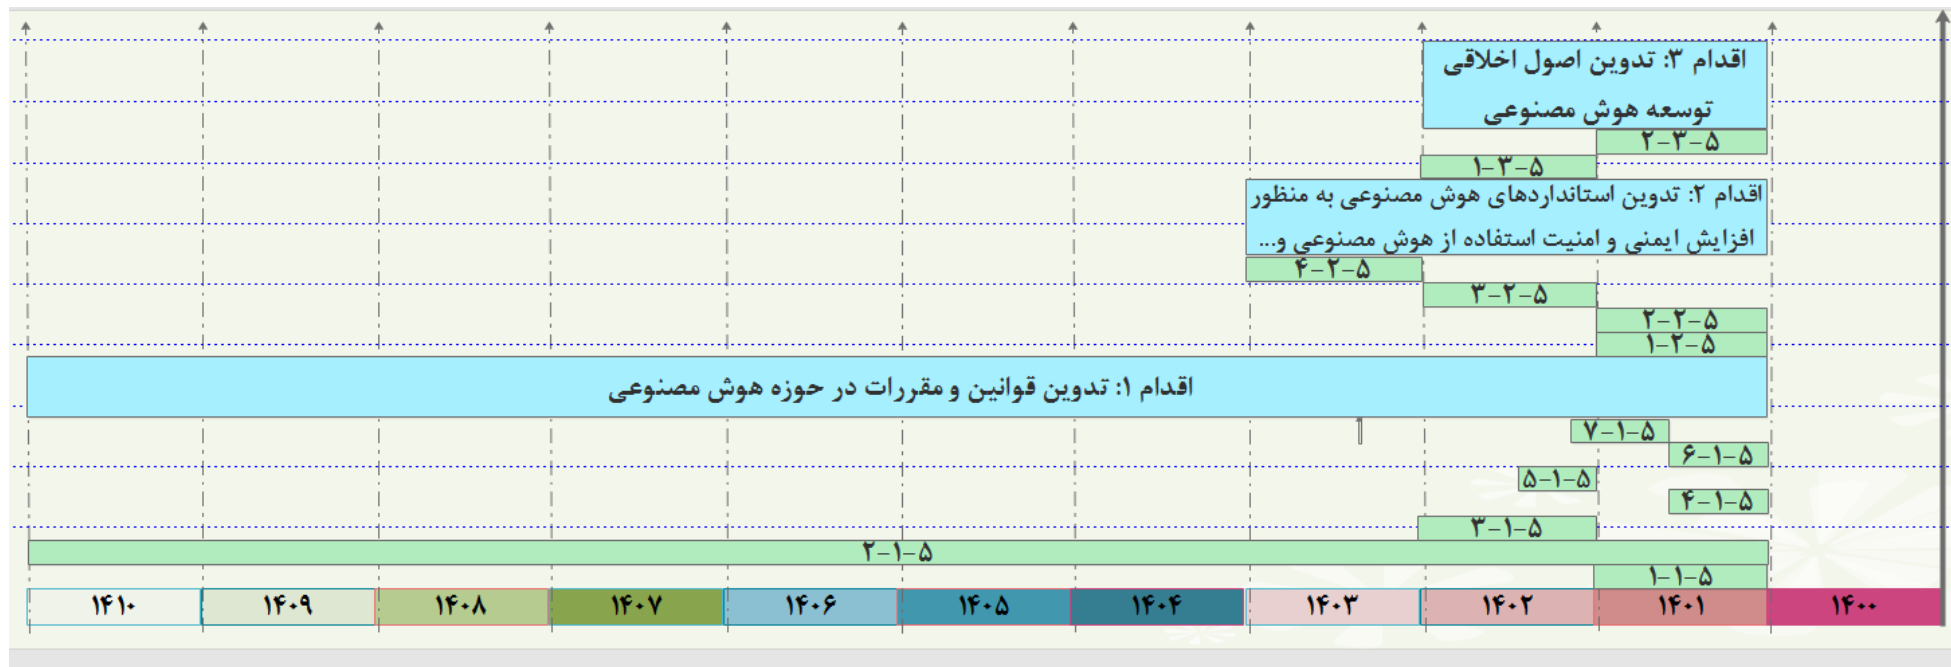 اقدام ۳: تدوین اصول اخلاقی
توسعه هوش مصنوعی
۵-۳-۲
۵-۳-۱
اقدام ۲: تدوین استانداردهای هوش مصنوعی به منظور
افزایش ایمنی و امنیت استفاده از هوش مصنوعی و...
۵-۲-۴
۵-۲-۳
۵-۲-۲
۵-۲-۱
اقدام ۱: تدوین قوانین و مقررات در حوزه هوش مصنوعی
۵-۱-۷
۵-۱-۶
۵-۱-۵
۵-۱-۴
۵-۱-۳
۵-۱-۲
۵-۱-۱
۱۴۰۰ ۱۴۰۱ ۱۴۰۲ ۱۴۰۳ ۱۴۰۴ ۱۴۰۵ ۱۴۰۶ ۱۴۰۷ ۱۴۰۸ ۱۴۰۹ ۱۴۱۰